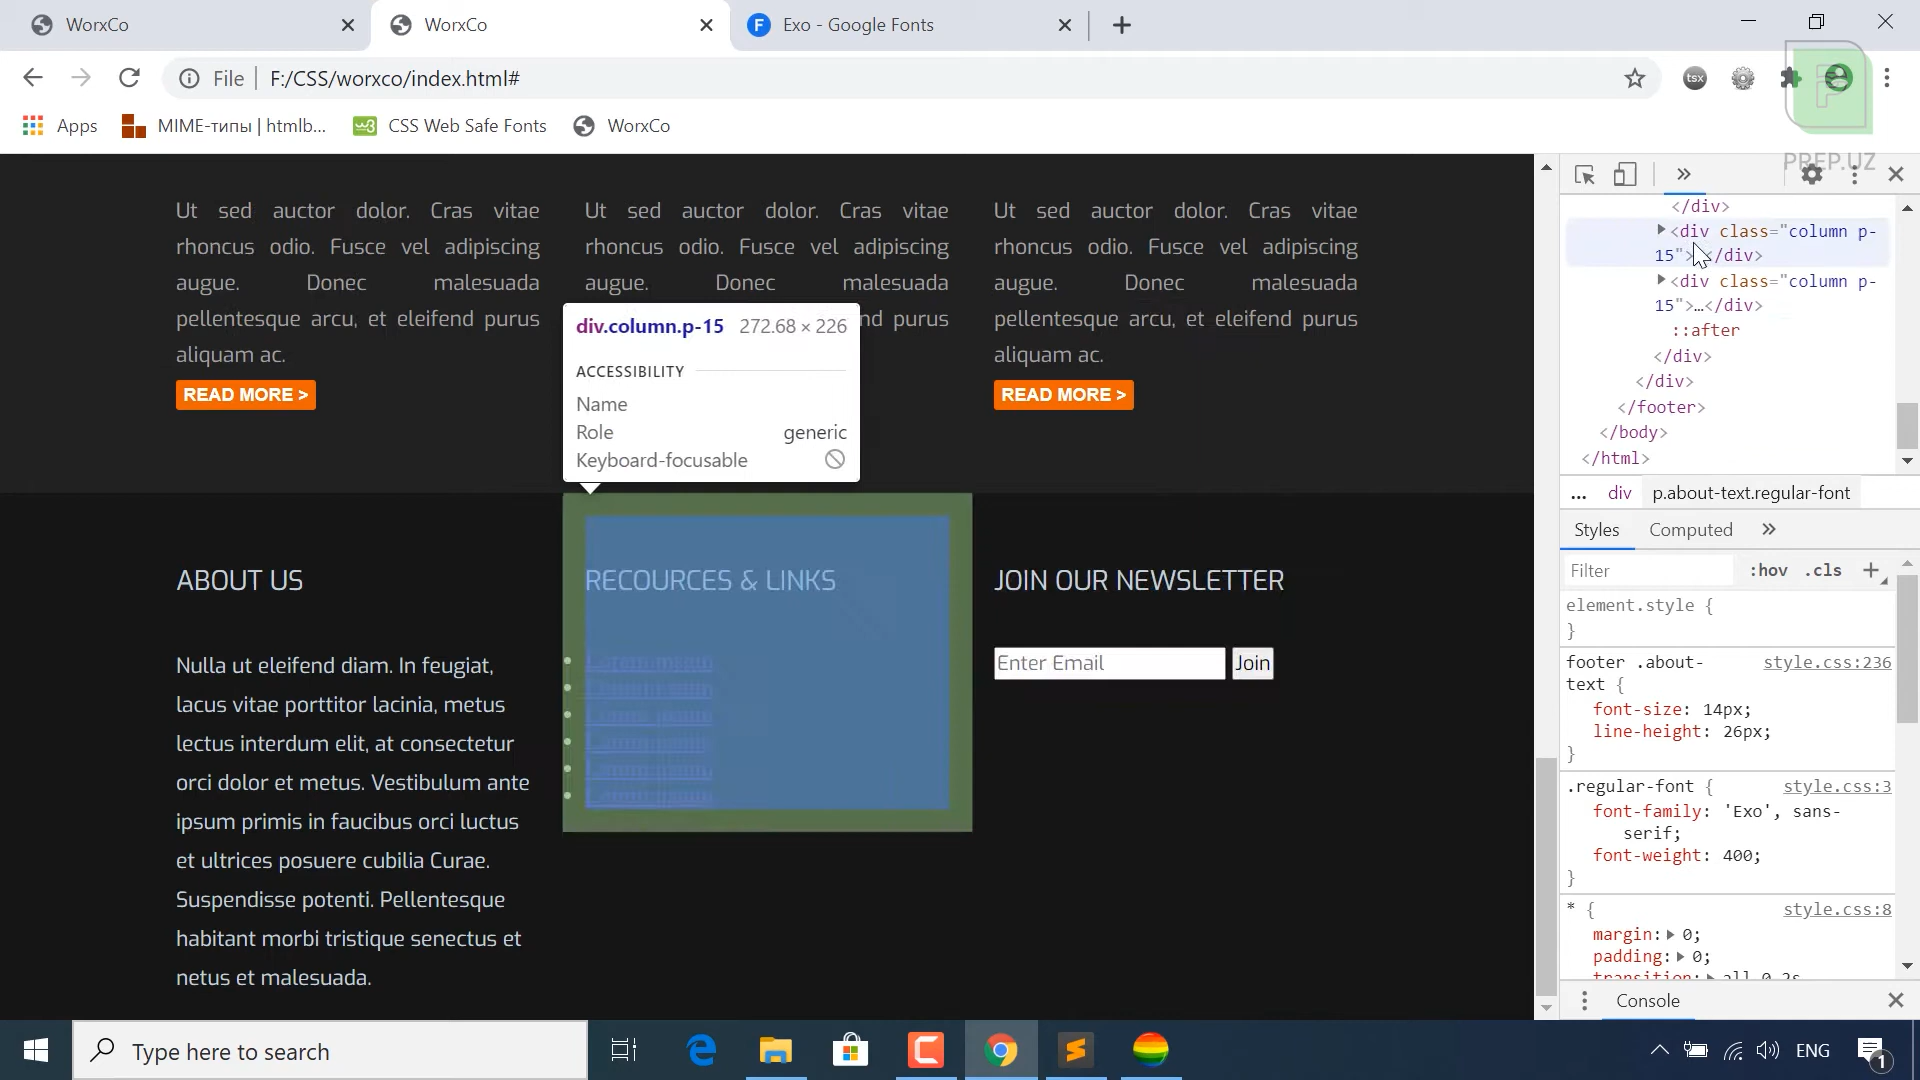 WorxCo
WorxCo
Exo - Google Fonts
File
F:/CSS/worxco/index.html#
tsx
Apps
MIME-типы | htmlb...
w3
CSS Web Safe Fonts
WorxCo
PREP.UZ
Ut sed auctor dolor. Cras vitae
rhoncus odio. Fusce vel adipiscing
augue. Donec malesuada
pellentesque arcu, et eleifend purus
aliquam ac.
READ MORE >
Ut sed auctor dolor. Cras vitae
rhoncus odio. Fusce vel adipiscing
augue. Donec malesuada
nd purus
Ut sed auctor dolor. Cras vitae
rhoncus odio. Fusce vel adipiscing
augue. Donec malesuada
pellentesque arcu, et eleifend purus
aliquam ac.
READ MORE >
div.column.p-15 272.68 × 226
ACCESSIBILITY
Name
Role generic
Keyboard-focusable
ABOUT US
Nulla ut eleifend diam. In feugiat,
lacus vitae porttitor lacinia, metus
lectus interdum elit, at consectetur
orci dolor et metus. Vestibulum ante
ipsum primis in faucibus orci luctus
et ultrices posuere cubilia Curae.
Suspendisse potenti. Pellentesque
habitant morbi tristique senectus et
netus et malesuada.
RECOURCES & LINKS
JOIN OUR NEWSLETTER
Enter Email
Join
</div>
<div class="column p-
15"> </div>
<div class="column p-
15">…</div>
::after
</div>
</div>
</footer>
</body>
</html>
... div p.about-text.regular-font
Styles Computed
Filter :hov .cls
element.style {
}
footer .about- style.css:236
text {
font-size: 14px;
line-height: 26px;
}
.regular-font { style.css:3
font-family: 'Exo', sans-
serif;
font-weight: 400;
}
* { style.css:8
margin: 0;
padding: 0;
transition: all 0.2s
Console
Type here to search
ENG
1